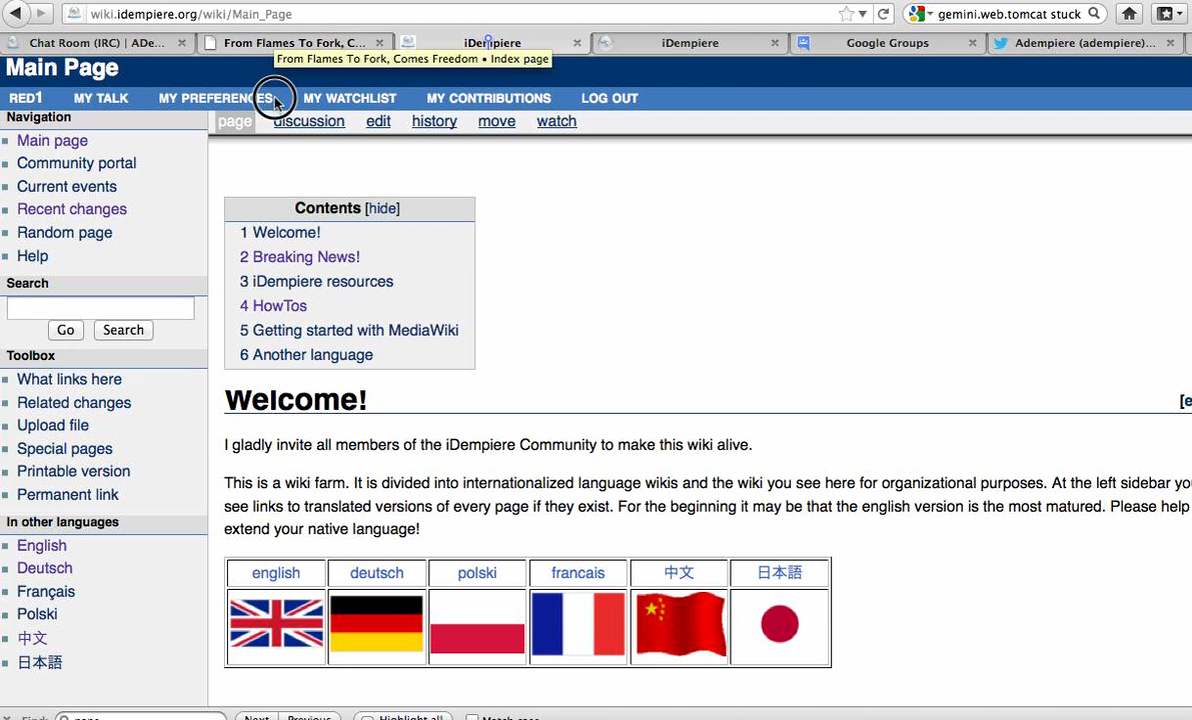 wiki.idempiere.org/wiki/Main_Page
gemini.web.tomcat stuck
Chat Room (IRC) | ADe...
From Flames To Fork, C...
iDempiere
iDempiere
Google Groups
Adempiere (adempiere)...
From Flames To Fork, Comes Freedom • Index page
Main Page
RED1 MY TALK MY PREFERENCES MY WATCHLIST MY CONTRIBUTIONS LOG OUT
page discussion edit history move watch
Navigation
Main page
Community portal
Current events
Recent changes
Random page
Help
Search
Go Search
Toolbox
What links here
Related changes
Upload file
Special pages
Printable version
Permanent link
In other languages
English
Deutsch
Français
Polski
中文
日本語
Contents [hide]
1 Welcome!
2 Breaking News!
3 iDempiere resources
4 HowTos
5 Getting started with MediaWiki
6 Another language
Welcome!
[e
I gladly invite all members of the iDempiere Community to make this wiki alive.
This is a wiki farm. It is divided into internationalized language wikis and the wiki you see here for organizational purposes. At the left sidebar you
see links to translated versions of every page if they exist. For the beginning it may be that the english version is the most matured. Please help
extend your native language!
english deutsch polski francais 中文 日本語
Find: Next Previous Highlight all Match case